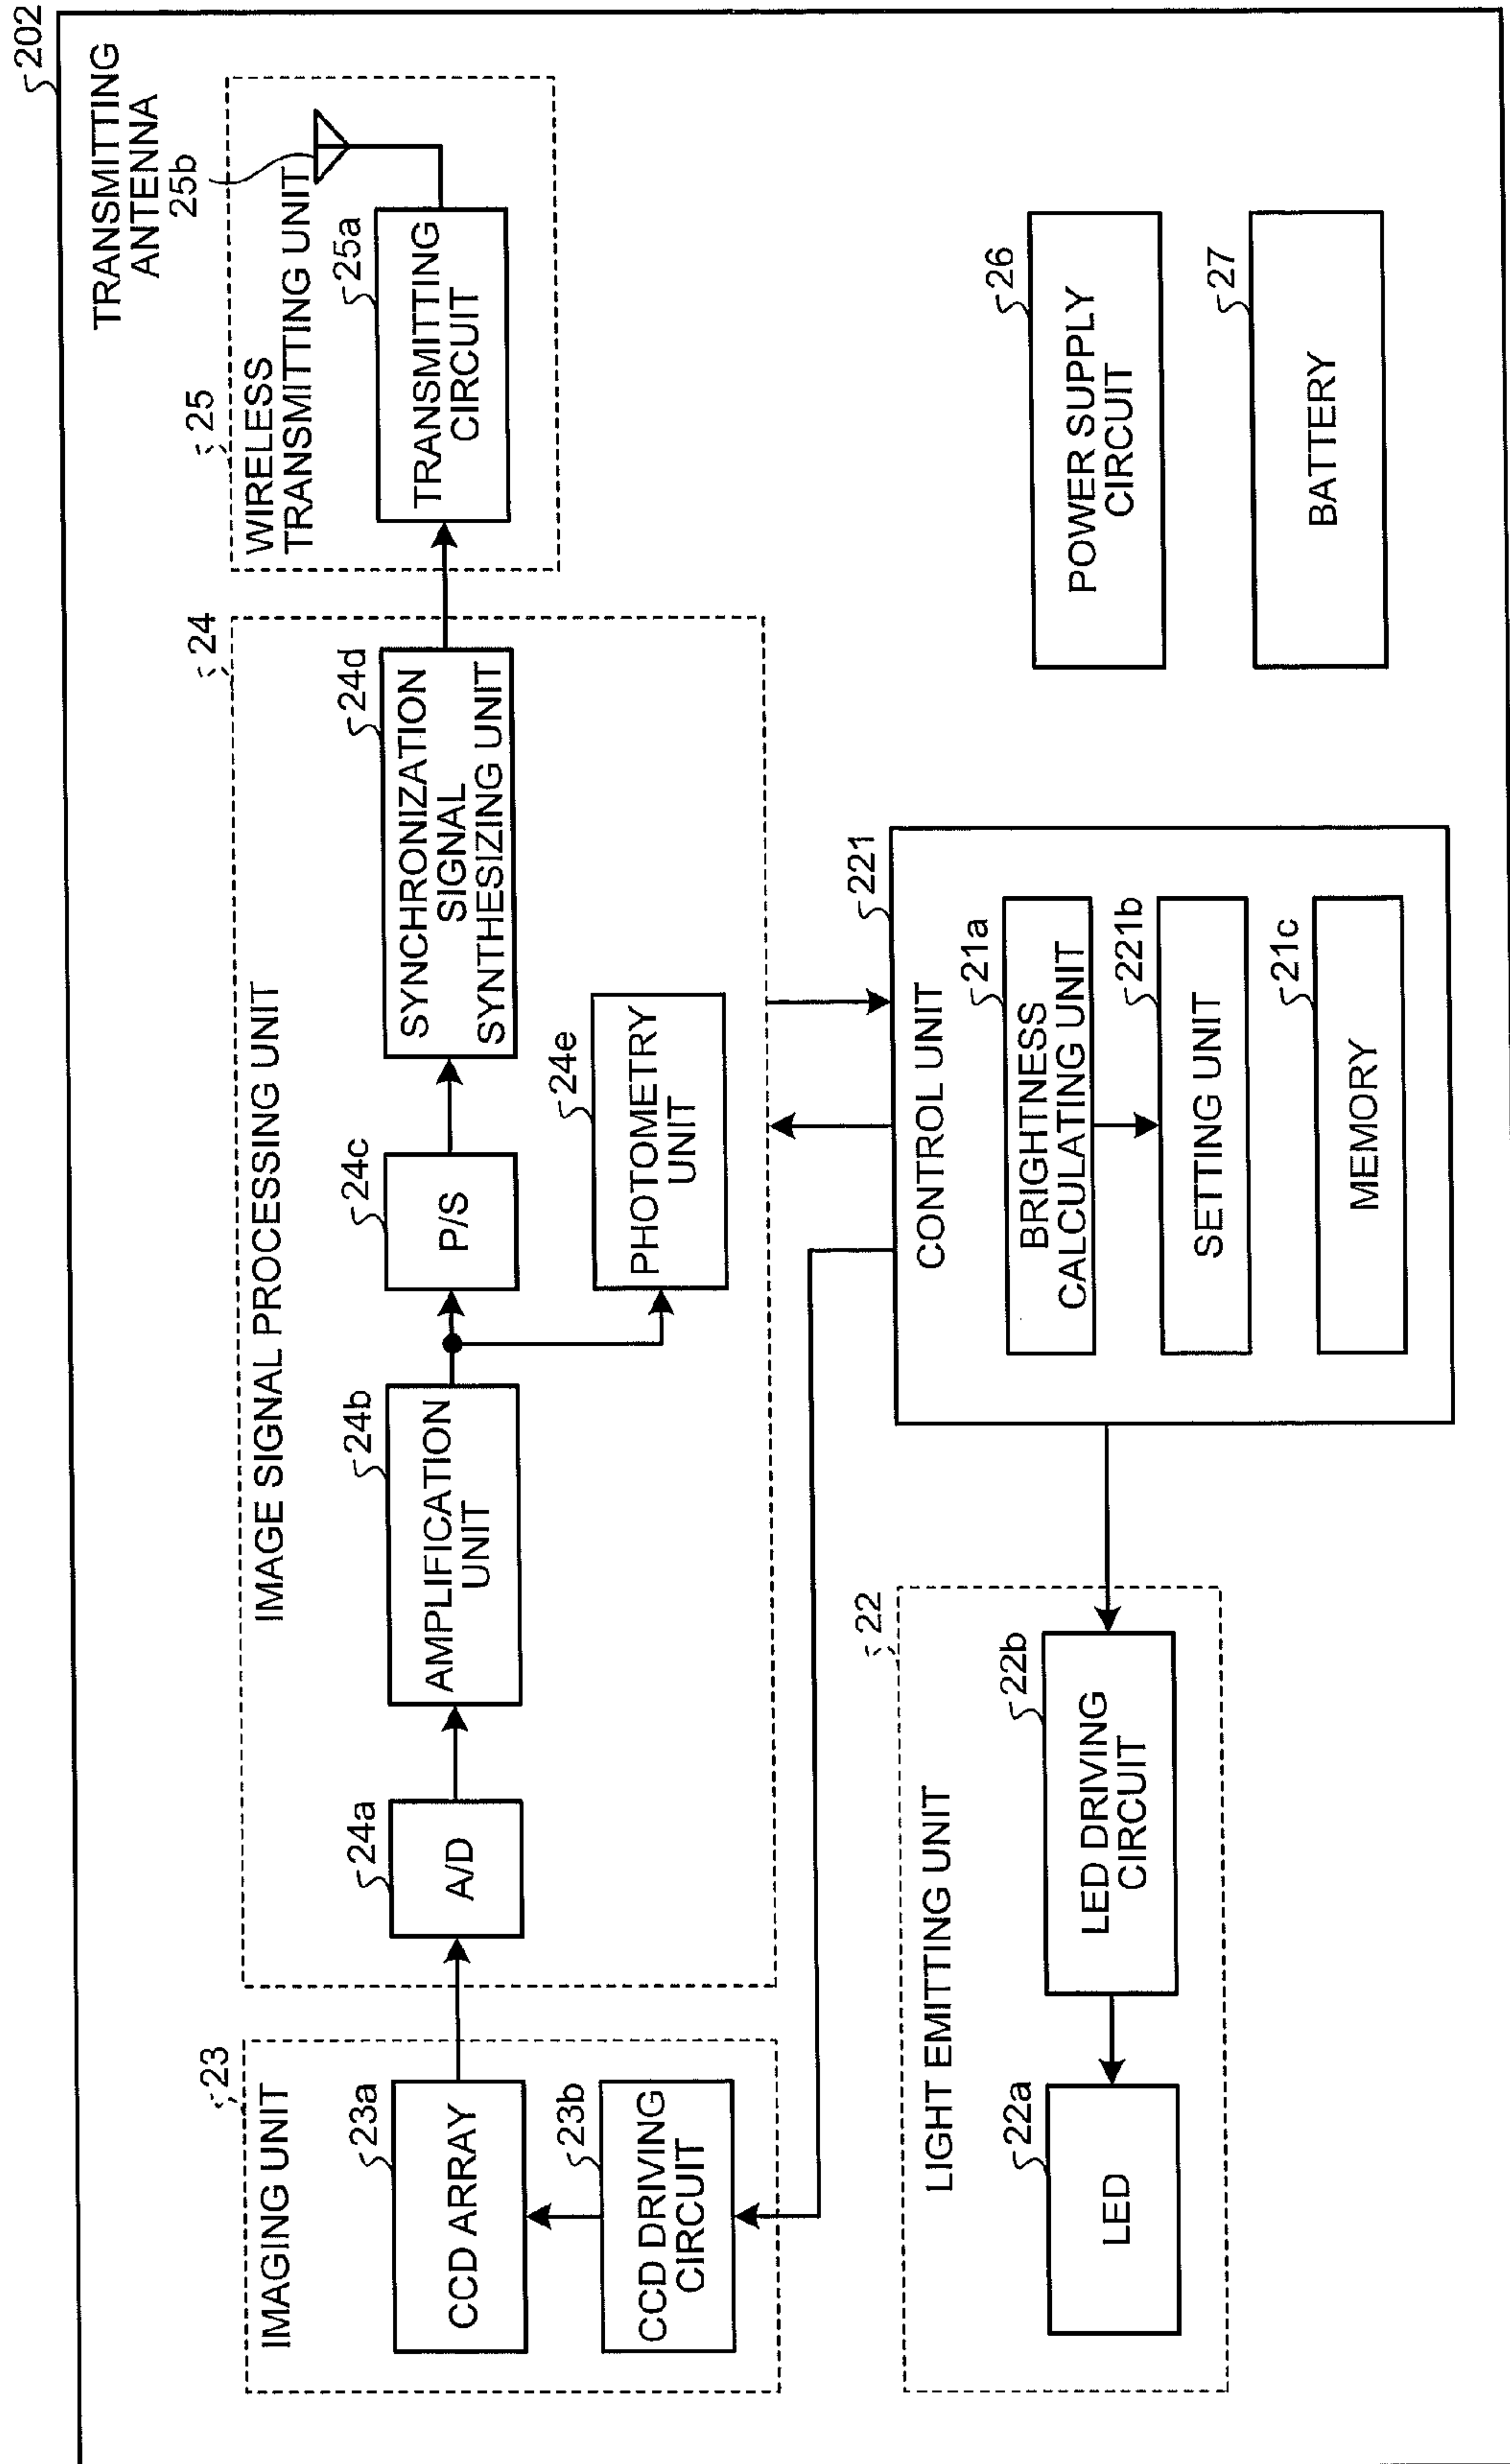 202
TRANSMITTING
ANTENNA
25b
25
WIRELESS
TRANSMITTING UNIT
25a
TRANSMITTING
CIRCUIT
24
IMAGE SIGNAL PROCESSING UNIT
24a
A/D
24b
AMPLIFICATION
UNIT
24c
P/S
24d
SYNCHRONIZATION
SIGNAL
SYNTHESIZING UNIT
24e
PHOTOMETRY
UNIT
23
IMAGING UNIT
23a
CCD ARRAY
23b
CCD DRIVING
CIRCUIT
22
LIGHT EMITTING UNIT
22a
LED
22b
LED DRIVING
CIRCUIT
221
CONTROL UNIT
21a
BRIGHTNESS
CALCULATING UNIT
221b
SETTING UNIT
21c
MEMORY
26
POWER SUPPLY
CIRCUIT
27
BATTERY